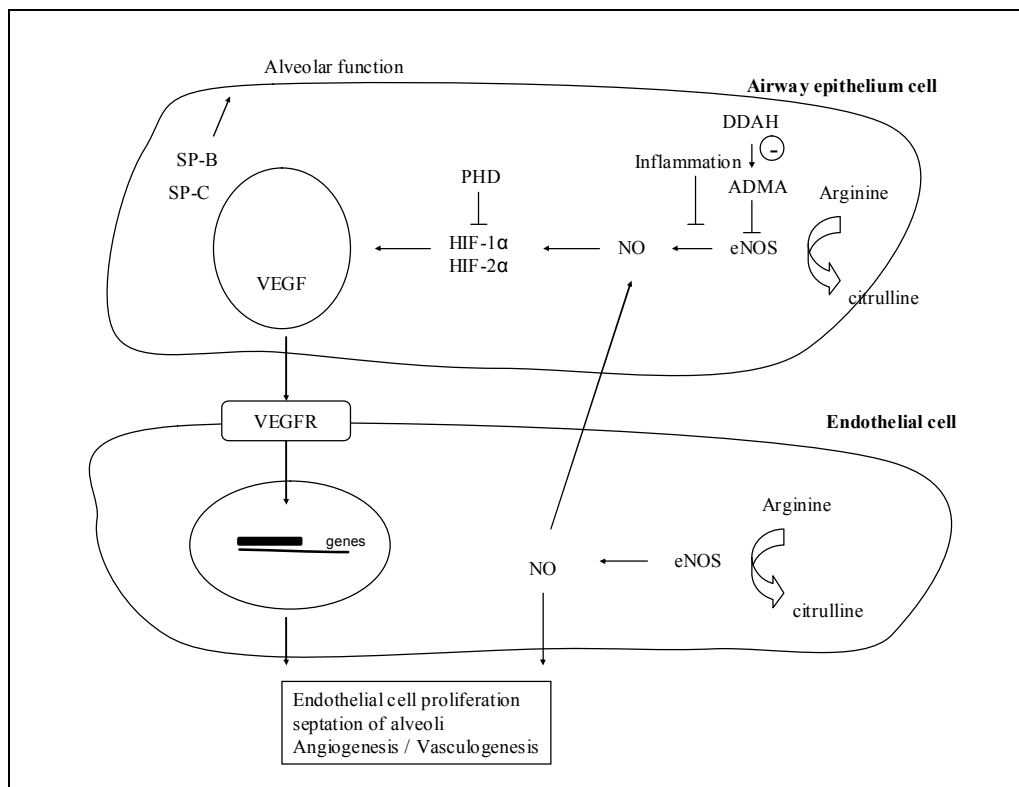 Alveolar function
Airway epithelium cell
DDAH
-
Inflammation
ADMA
Arginine
SP-B
SP-C
PHD
HIF-1α
HIF-2α
NO
eNOS
citrulline
VEGF
VEGFR
Endothelial cell
Arginine
genes
NO
eNOS
citrulline
Endothelial cell proliferation
septation of alveoli
Angiogenesis / Vasculogenesis